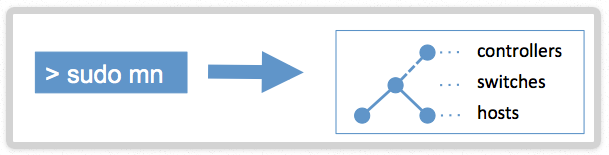 > sudo mn
controllers
switches
hosts